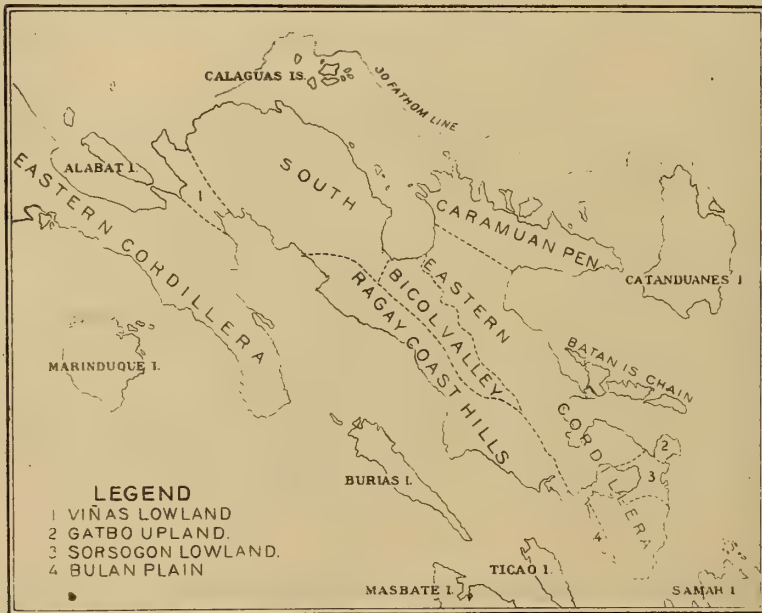 CALAGUAS IS.
30 FATHOM LINE
ALABAT I.
1
SOUTH
EASTERN CORDILLERA
CARAMUAN PEN.
CATANDUANES I
EASTERN
BICOL VALLEY
RAGAY COAST HILLS
MARINDUQUE I.
BATAN IS CHAIN
CORDILLERA
2
3
4
BURIAS I.
LEGEND
1 VIÑAS LOWLAND
2 GATBO UPLAND.
3 SORSOGON LOWLAND.
4 BULAN PLAIN
TICAO I.
MASBATE I.
SAMAR I